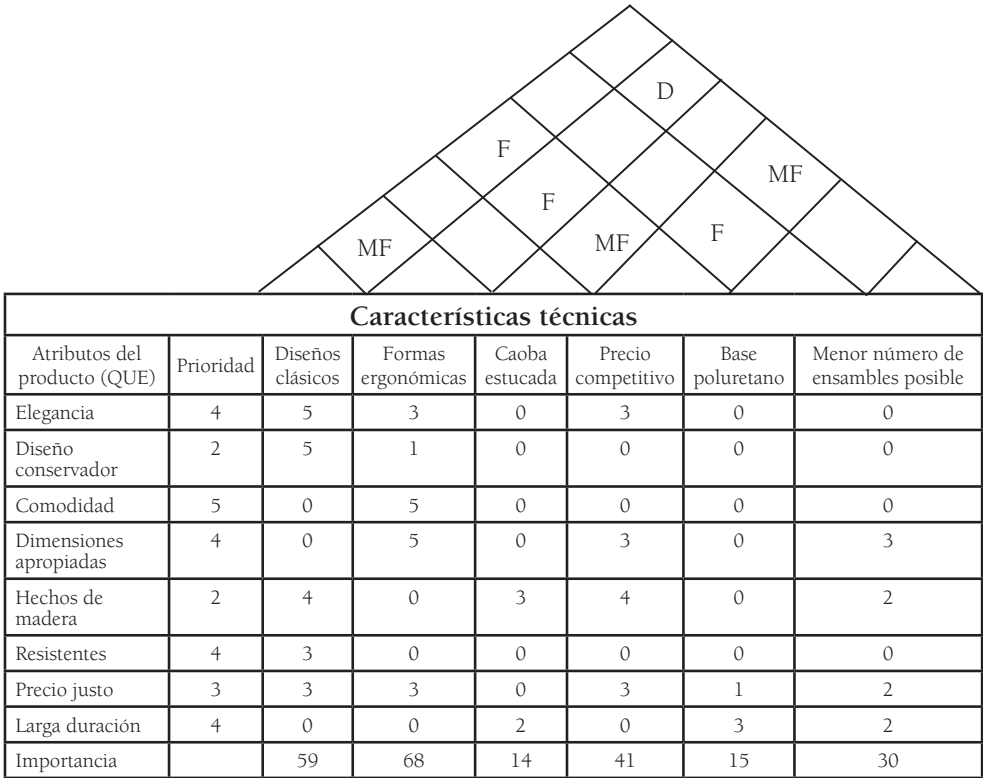 D
F
MF
F
MF
MF
F
Características técnicas
Atributos del
producto (QUE)
Prioridad
Diseños
clásicos
Formas
ergonómicas
Caoba
estucada
Precio
competitivo
Base
poluretano
Menor número de
ensambles posible
Elegancia 4 5 3 0 3 0 0
Diseño
conservador
2 5 1 0 0 0 0
Comodidad 5 0 5 0 0 0 0
Dimensiones
apropiadas
4 0 5 0 3 0 3
Hechos de
madera
2 4 0 3 4 0 2
Resistentes 4 3 0 0 0 0 0
Precio justo 3 3 3 0 3 1 2
Larga duración 4 0 0 2 0 3 2
Importancia 59 68 14 41 15 30